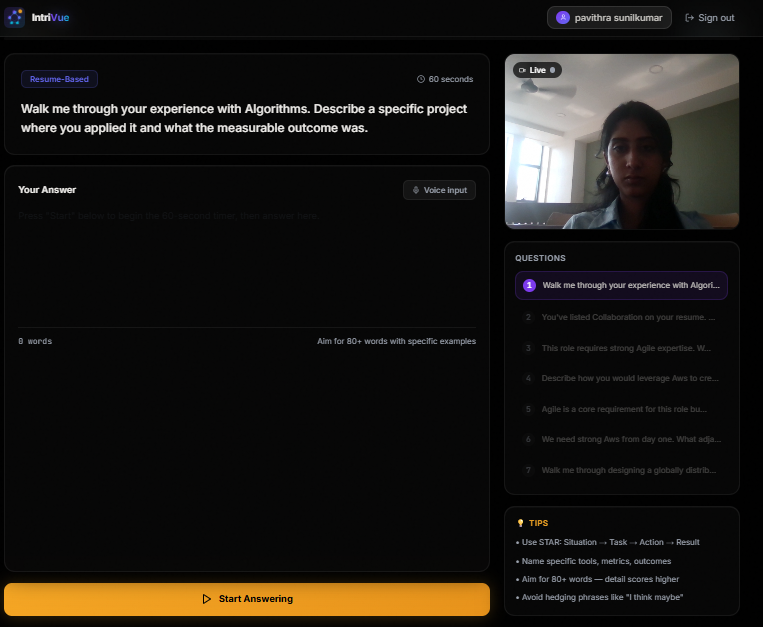 IntriVue
pavithra sunilkumar
Sign out
Resume-Based
60 seconds
Walk me through your experience with Algorithms. Describe a specific project
where you applied it and what the measurable outcome was.
Your Answer
Voice input
Press "Start" below to begin the 60-second timer, then answer here.
0 words
Aim for 80+ words with specific examples
Start Answering
Live
QUESTIONS
1 Walk me through your experience with Algori...
2 You've listed Collaboration on your resume. ...
3 This role requires strong Agile expertise. W...
4 Describe how you would leverage Aws to cre...
5 Agile is a core requirement for this role bu...
6 We need strong Aws from day one. What adja...
7 Walk me through designing a globally distrib...
TIPS
• Use STAR: Situation → Task → Action → Result
• Name specific tools, metrics, outcomes
• Aim for 80+ words — detail scores higher
• Avoid hedging phrases like "I think maybe"